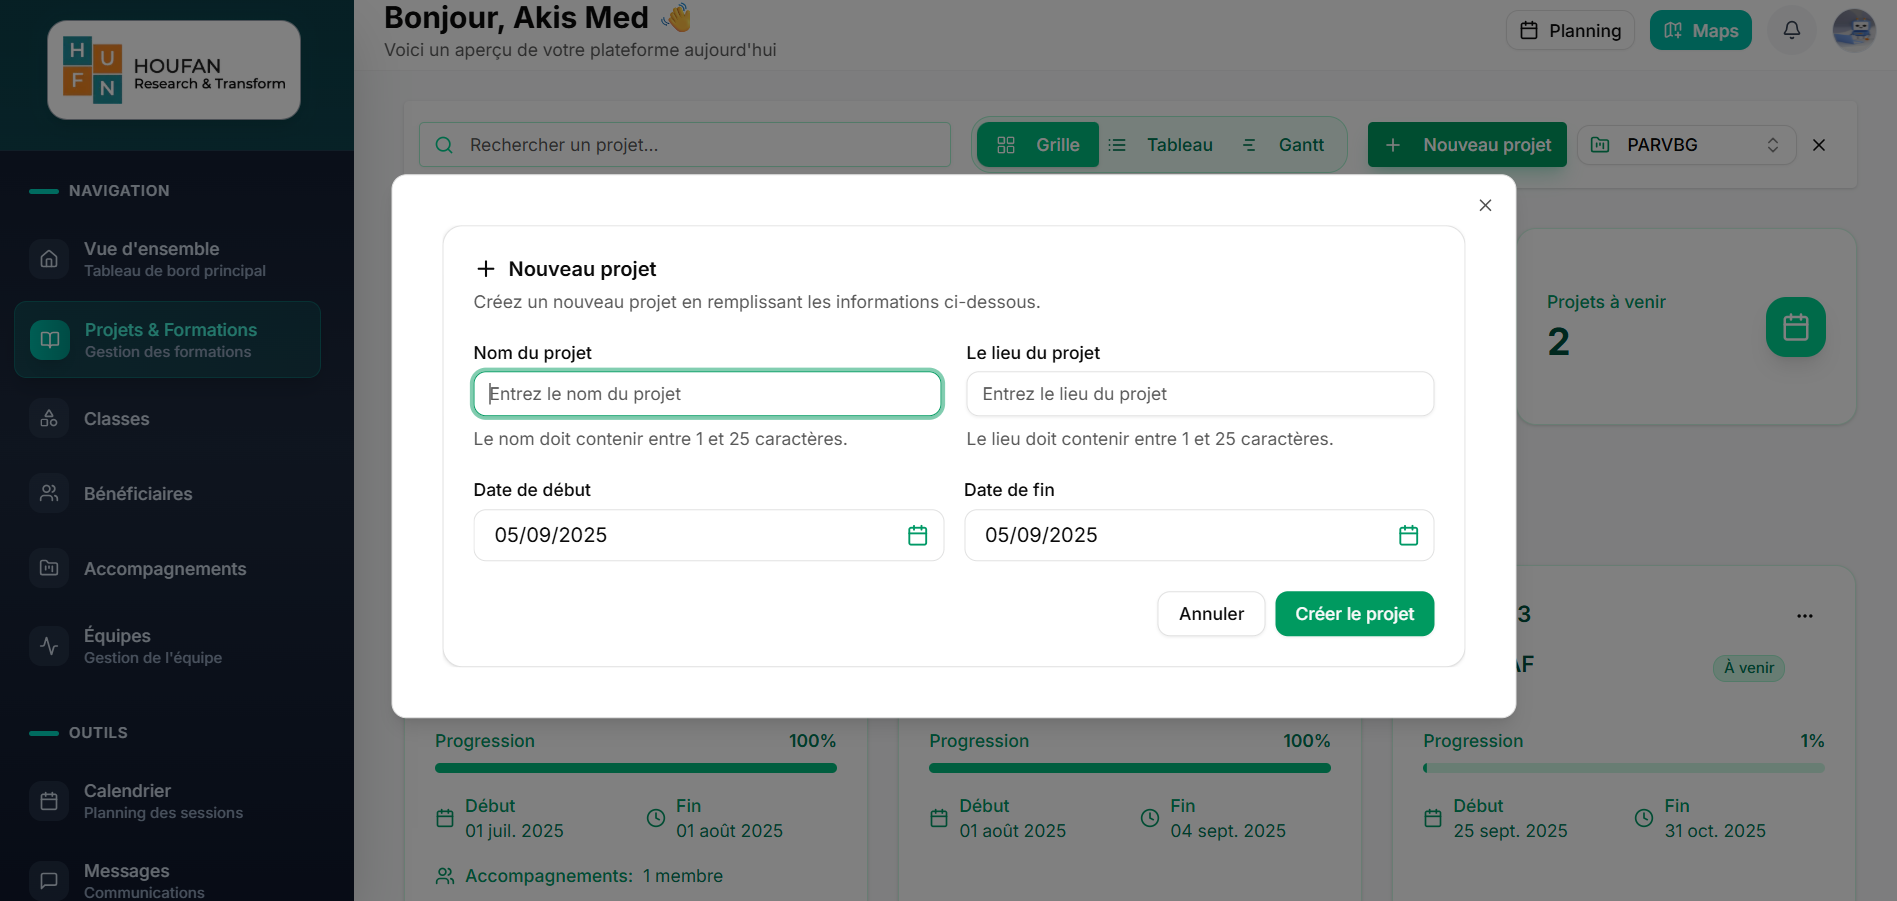 H
U
F
N
HOUFAN
Research & Transform
NAVIGATION
Vue d'ensemble
Tableau de bord principal
Projets & Formations
Gestion des formations
Classes
Bénéficiaires
Accompagnements
Équipes
Gestion de l'équipe
OUTILS
Calendrier
Planning des sessions
Messages
Communications
Bonjour, Akis Med 👋
Voici un aperçu de votre plateforme aujourd'hui
Planning
Maps
Rechercher un projet...
Grille
Tableau
Gantt
Nouveau projet
PARVBG
Projets à venir
2
Nouveau projet
Créez un nouveau projet en remplissant les informations ci-dessous.
Nom du projet
Le lieu du projet
Entrez le nom du projet
Entrez le lieu du projet
Le nom doit contenir entre 1 et 25 caractères.
Le lieu doit contenir entre 1 et 25 caractères.
Date de début
Date de fin
05/09/2025
05/09/2025
Annuler
Créer le projet
3
AF
À venir
Progression 100%
Début
01 juil. 2025
Fin
01 août 2025
Accompagnements: 1 membre
Progression 100%
Début
01 août 2025
Fin
04 sept. 2025
Progression 1%
Début
25 sept. 2025
Fin
31 oct. 2025